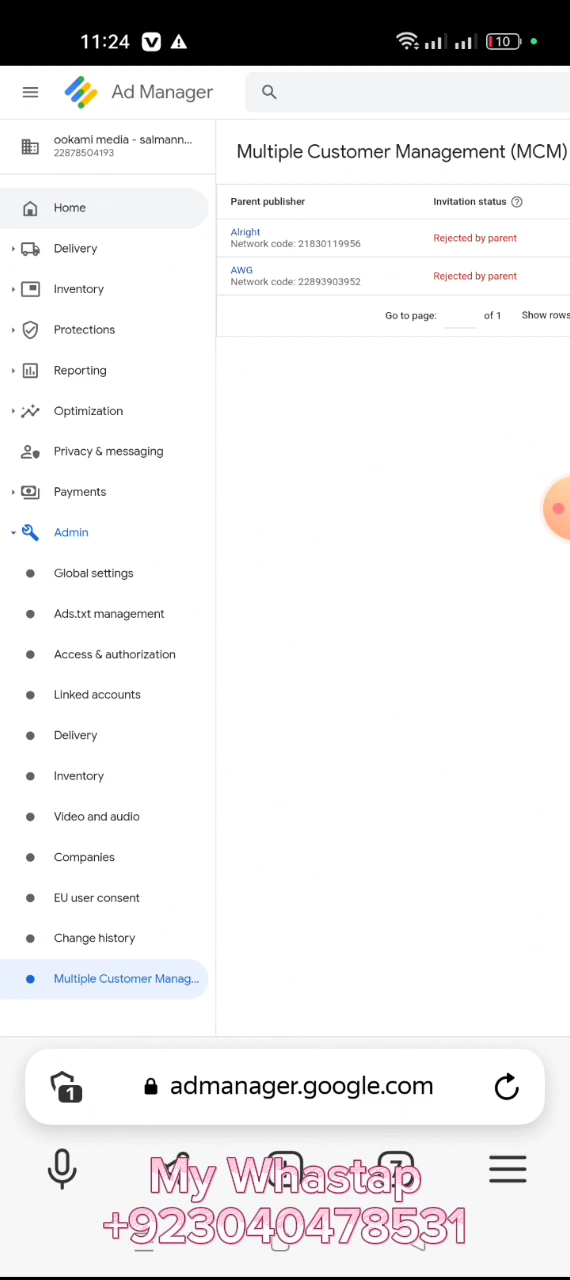 11:24
10
Ad Manager
ookami media - salmann...
22878504193
Multiple Customer Management (MCM)
Home
Delivery
Inventory
Protections
Reporting
Optimization
Privacy & messaging
Payments
Admin
Global settings
Ads.txt management
Access & authorization
Linked accounts
Delivery
Inventory
Video and audio
Companies
EU user consent
Change history
Multiple Customer Manag...
Parent publisher Invitation status
Alright
Network code: 21830119956 Rejected by parent
AWG
Network code: 22893903952 Rejected by parent
Go to page: of 1 Show rows
1 admanager.google.com
My Whastap
+923040478531